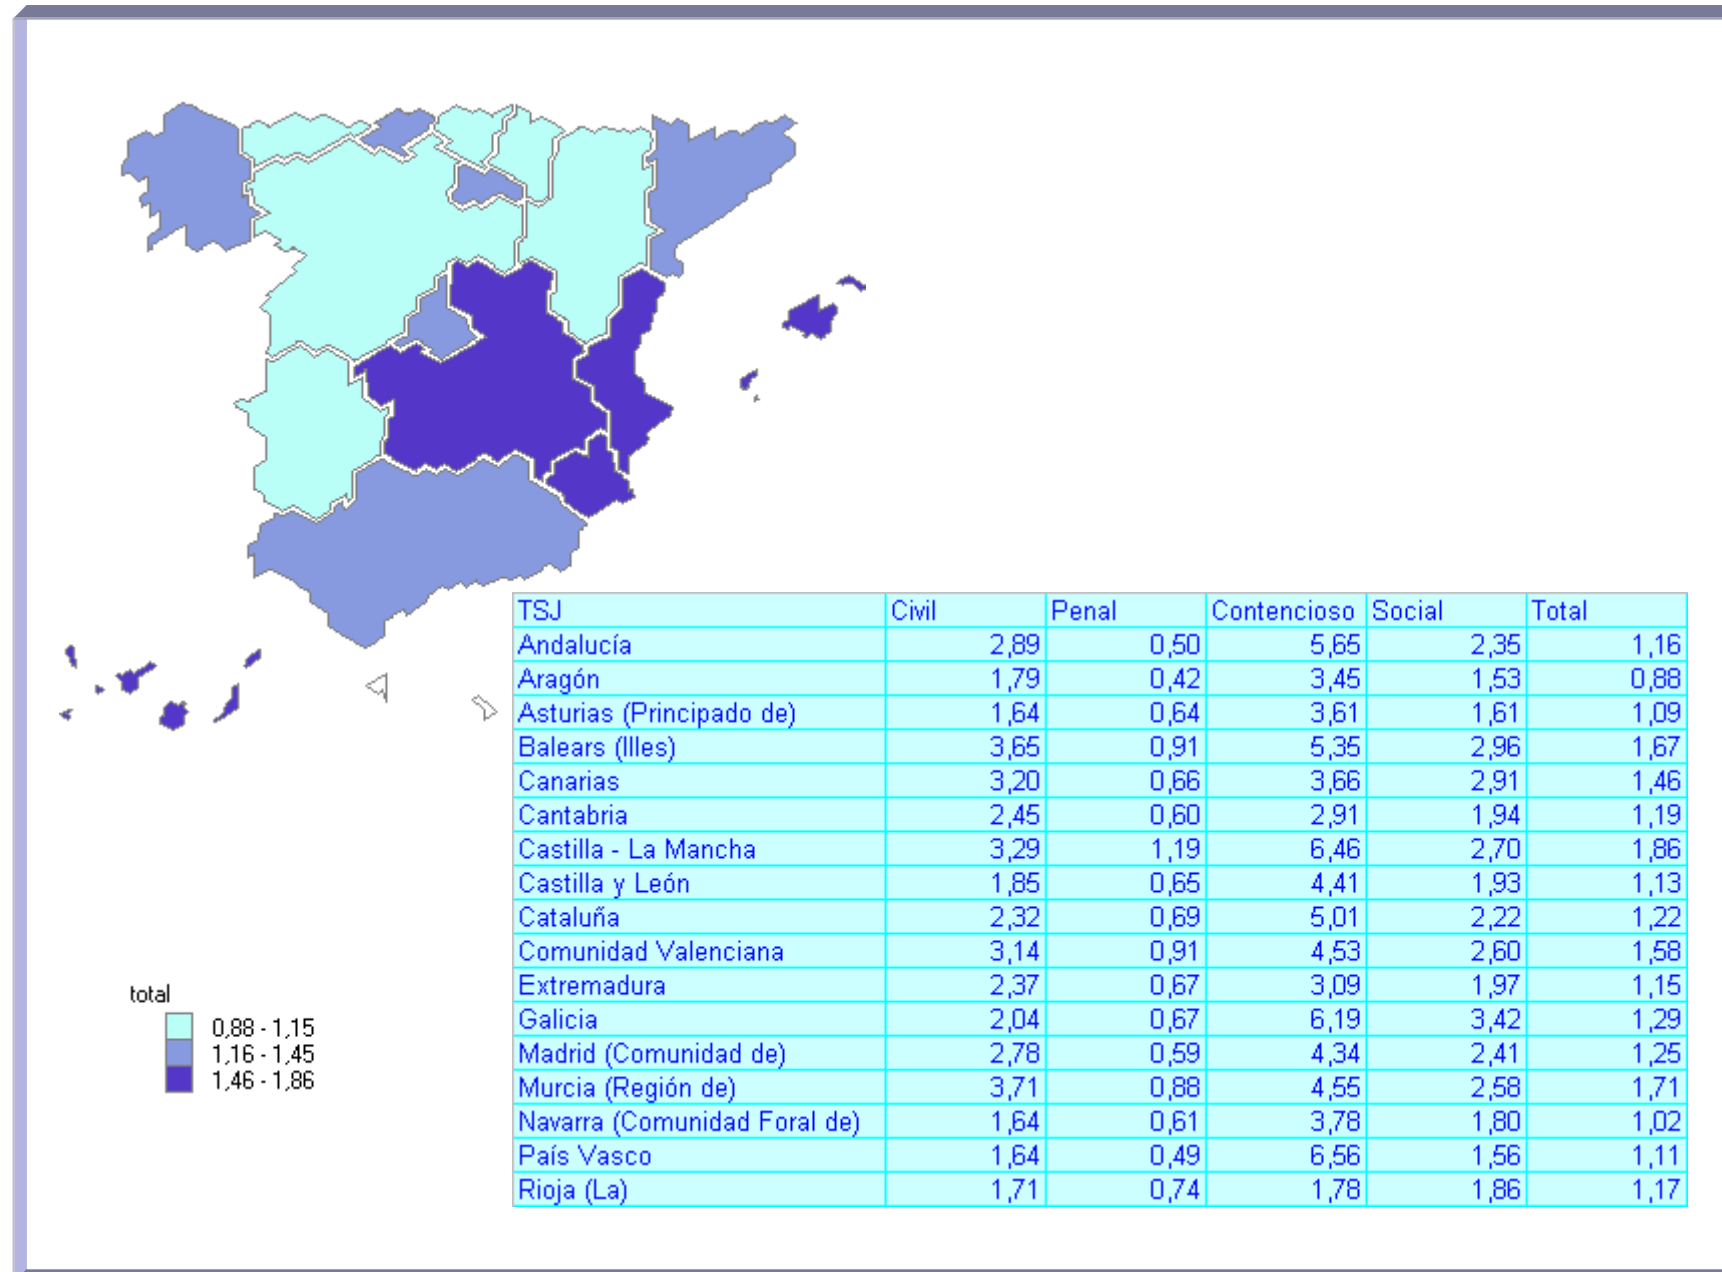 TSJ Civil Penal Contencioso Social Total
Andalucía 2,89 0,50 5,65 2,35 1,16
Aragón 1,79 0,42 3,45 1,53 0,88
Asturias (Principado de) 1,64 0,64 3,61 1,61 1,09
Balears (Illes) 3,65 0,91 5,35 2,96 1,67
Canarias 3,20 0,66 3,66 2,91 1,46
Cantabria 2,45 0,60 2,91 1,94 1,19
Castilla - La Mancha 3,29 1,19 6,46 2,70 1,86
Castilla y León 1,85 0,65 4,41 1,93 1,13
Cataluña 2,32 0,69 5,01 2,22 1,22
Comunidad Valenciana 3,14 0,91 4,53 2,60 1,58
Extremadura 2,37 0,67 3,09 1,97 1,15
Galicia 2,04 0,67 6,19 3,42 1,29
Madrid (Comunidad de) 2,78 0,59 4,34 2,41 1,25
Murcia (Región de) 3,71 0,88 4,55 2,58 1,71
Navarra (Comunidad Foral de) 1,64 0,61 3,78 1,80 1,02
País Vasco 1,64 0,49 6,56 1,56 1,11
Rioja (La) 1,71 0,74 1,78 1,86 1,17
total
0,88 - 1,15
1,16 - 1,45
1,46 - 1,86